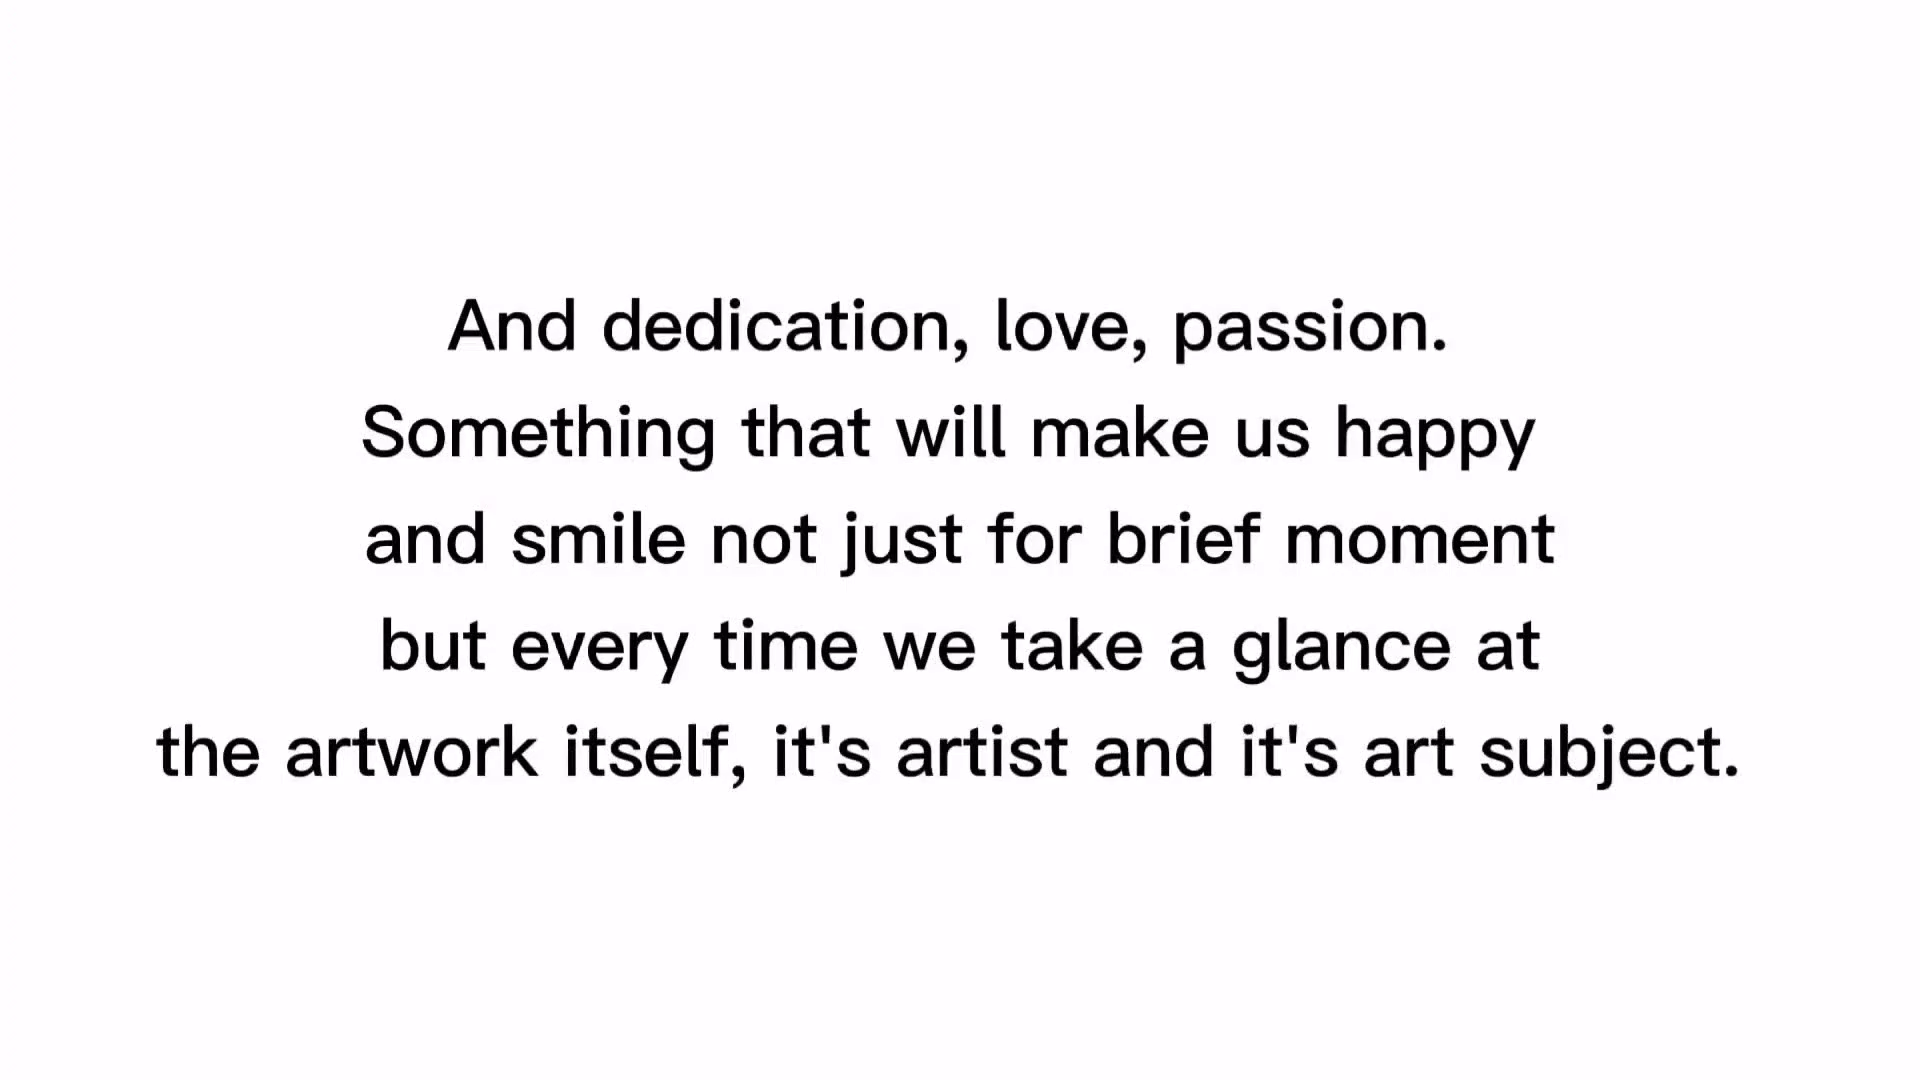 And dedication, love, passion.
Something that will make us happy
and smile not just for brief moment
but every time we take a glance at
the artwork itself, it's artist and it's art subject.